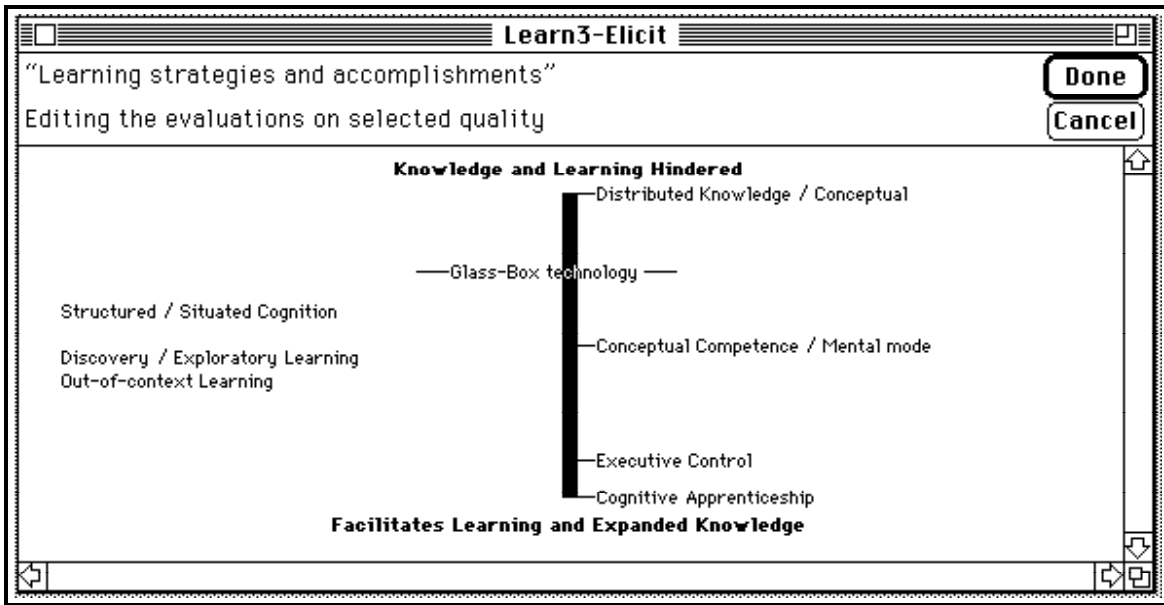 Learn3-Elicit
“Learning strategies and accomplishments”
Done
Editing the evaluations on selected quality
Cancel
Knowledge and Learning Hindered
Distributed Knowledge / Conceptual
Glass-Box technology
Structured / Situated Cognition
Conceptual Competence / Mental mode
Discovery / Exploratory Learning
Out-of-context Learning
Executive Control
Cognitive Apprenticeship
Facilitates Learning and Expanded Knowledge